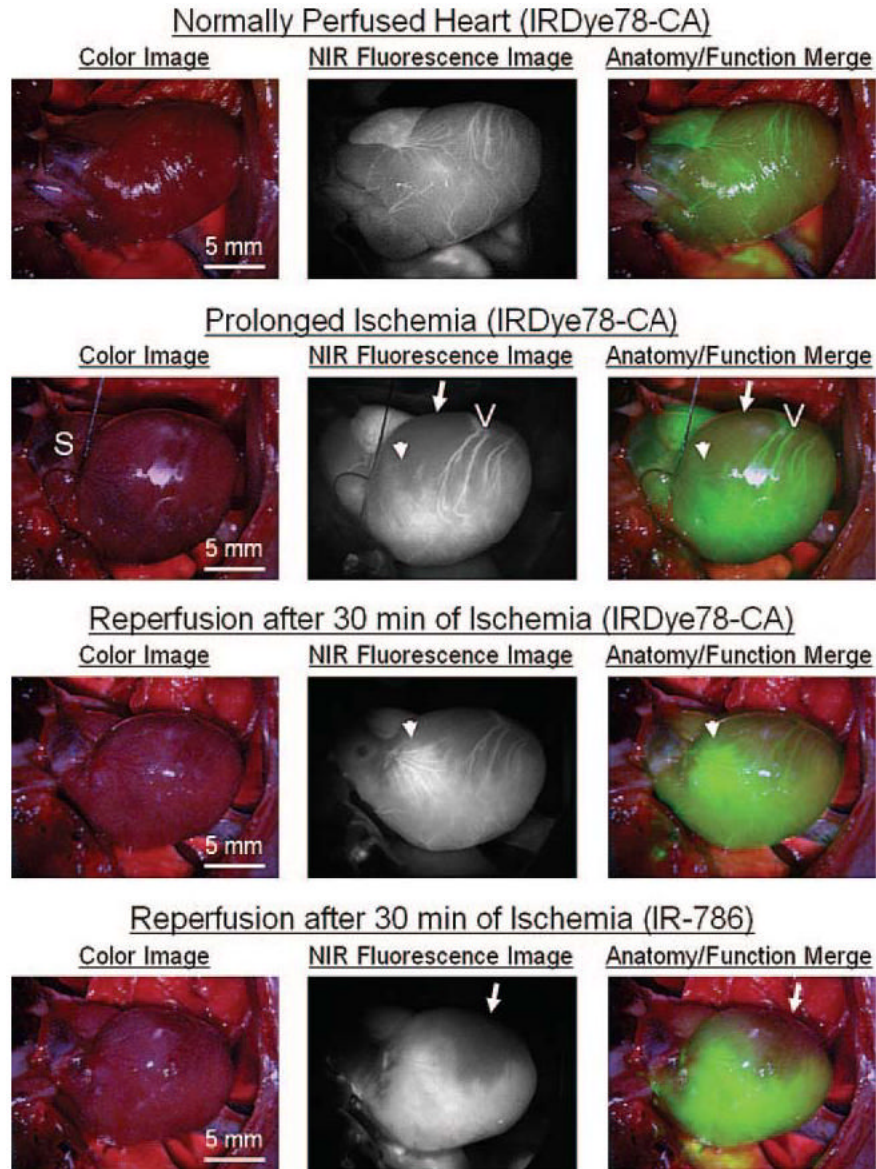 Normally Perfused Heart (IRDye78-CA)
Color Image NIR Fluorescence Image Anatomy/Function Merge
5 mm
Prolonged Ischemia (IRDye78-CA)
Color Image NIR Fluorescence Image Anatomy/Function Merge
S V V
5 mm
Reperfusion after 30 min of Ischemia (IRDye78-CA)
Color Image NIR Fluorescence Image Anatomy/Function Merge
5 mm
Reperfusion after 30 min of Ischemia (IR-786)
Color Image NIR Fluorescence Image Anatomy/Function Merge
5 mm